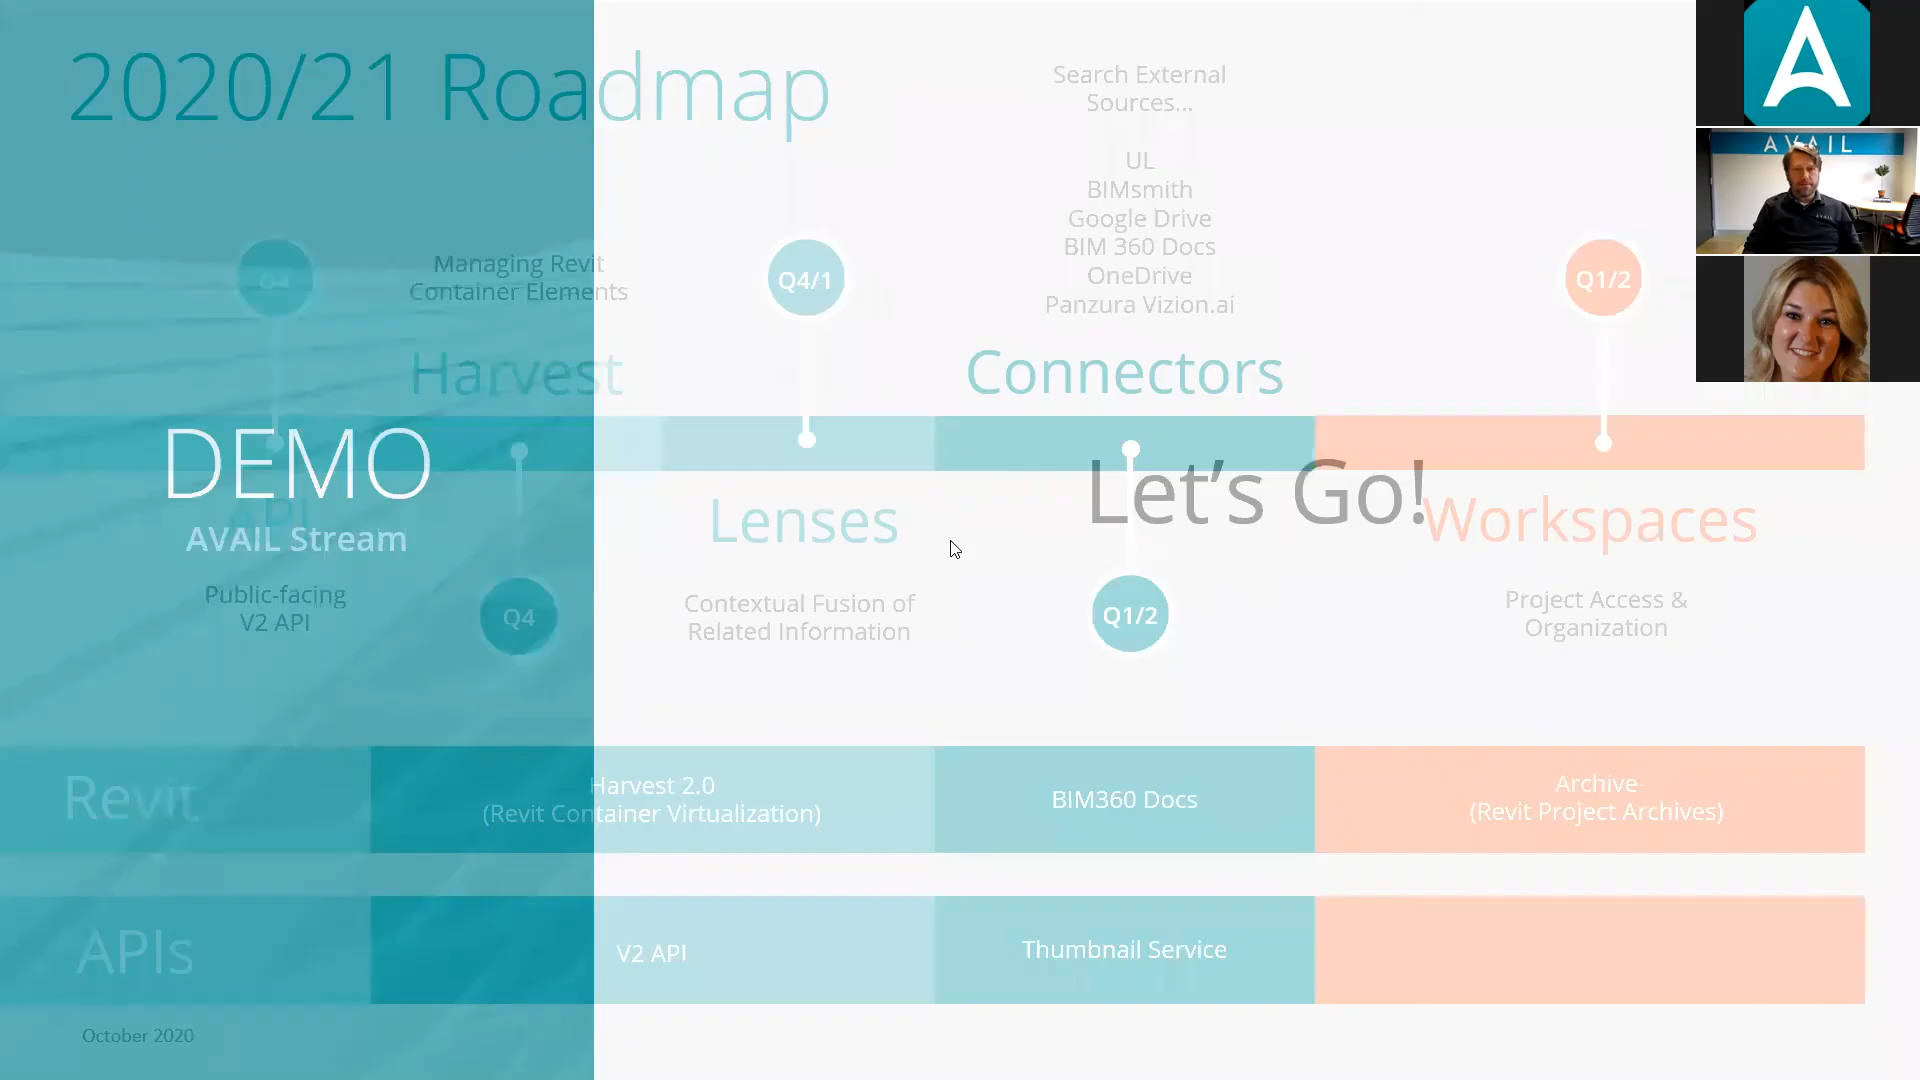 2020/21 Roadmap
Search External
Sources...
UL
BIMsmith
Google Drive
BIM 360 Docs
OneDrive
Panzura Vizion.ai
Q4
Managing Revit
Container Elements
Q4/1
Q1/2
Harvest
Connectors
DEMO
API
AVAIL Stream
Let’s Go!
Lenses
Workspaces
Public-facing
V2 API
Q4
Contextual Fusion of
Related Information
Q1/2
Project Access &
Organization
Revit
Harvest 2.0
(Revit Container Virtualization)
BIM360 Docs
Archive
(Revit Project Archives)
APIs
V2 API
Thumbnail Service
October 2020
A
AVAIL
AVAIL